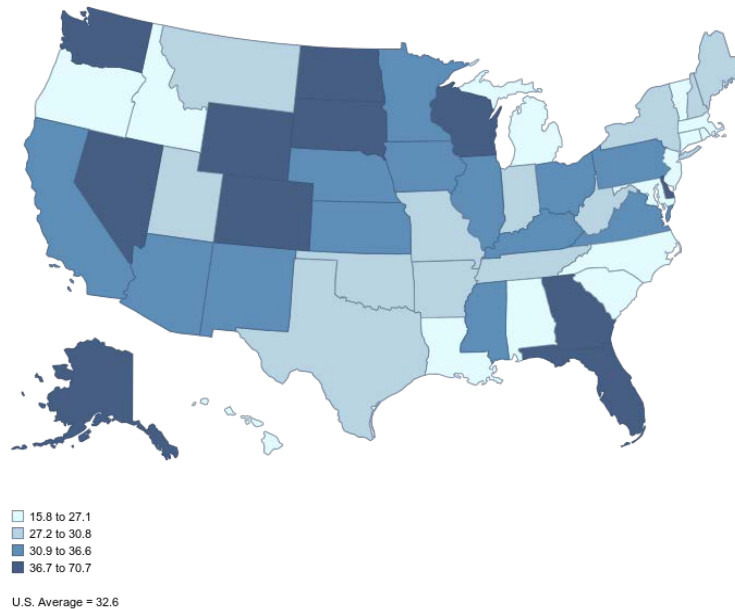 15.8 to 27.1
27.2 to 30.8
30.9 to 36.6
36.7 to 70.7
U.S. Average = 32.6